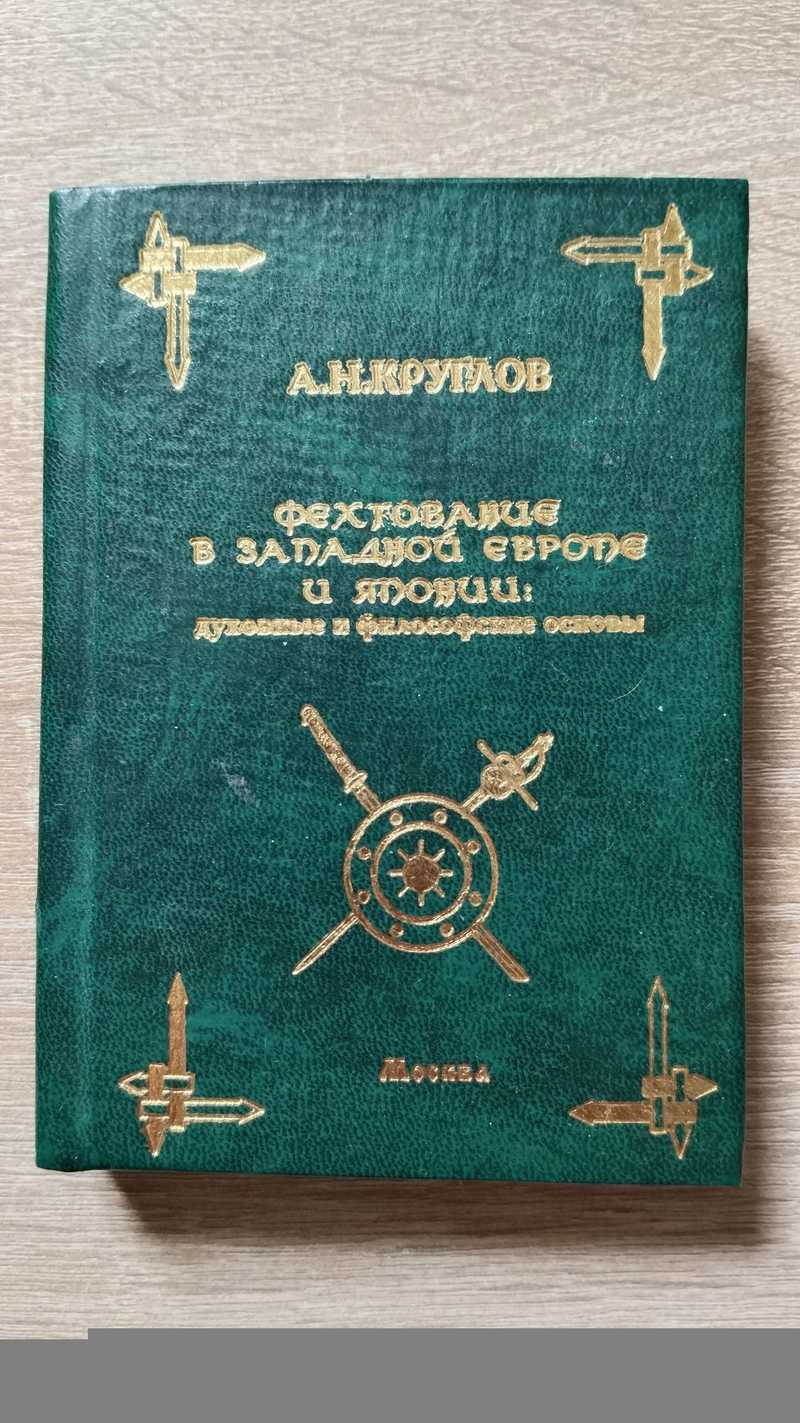 А.Н.КРУГЛОВ
ФЕХТОВАНИЕ
В ЗАПАДНОЙ ЕВРОПЕ
И ЯПОНИИ:
духовные и философские основы
Москва